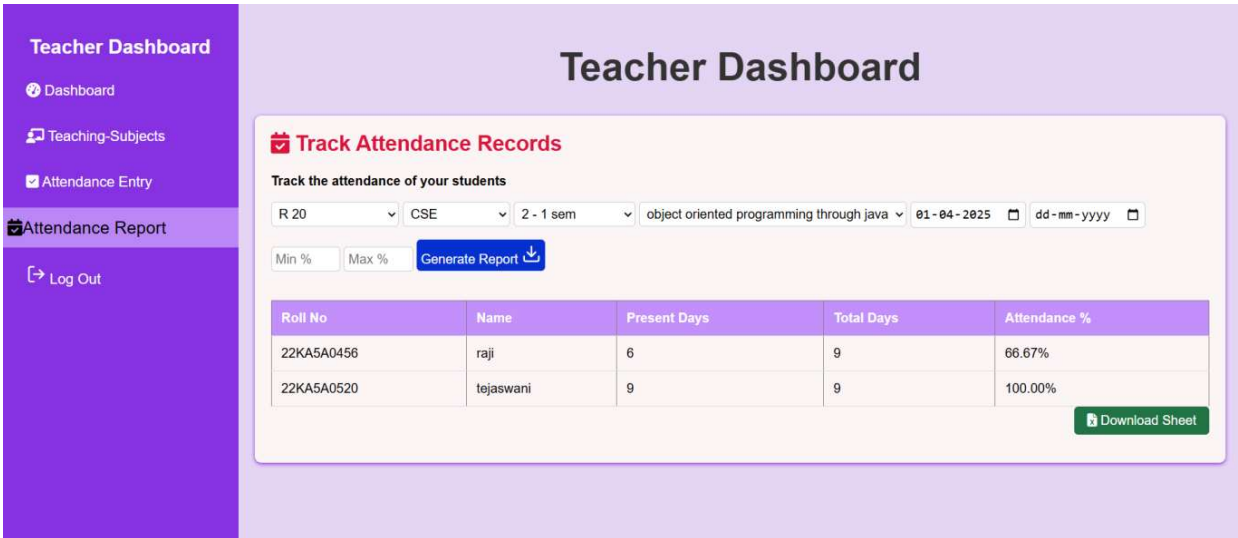 Teacher Dashboard
Dashboard
Teaching-Subjects
Attendance Entry
Attendance Report
Log Out
Teacher Dashboard
Track Attendance Records
Track the attendance of your students
R 20 CSE 2 - 1 sem object oriented programming through java 01-04-2025 dd-mm-yyyy
Min % Max % Generate Report
Roll No Name Present Days Total Days Attendance %
22KA5A0456 raji 6 9 66.67%
22KA5A0520 tejaswani 9 9 100.00%
Download Sheet